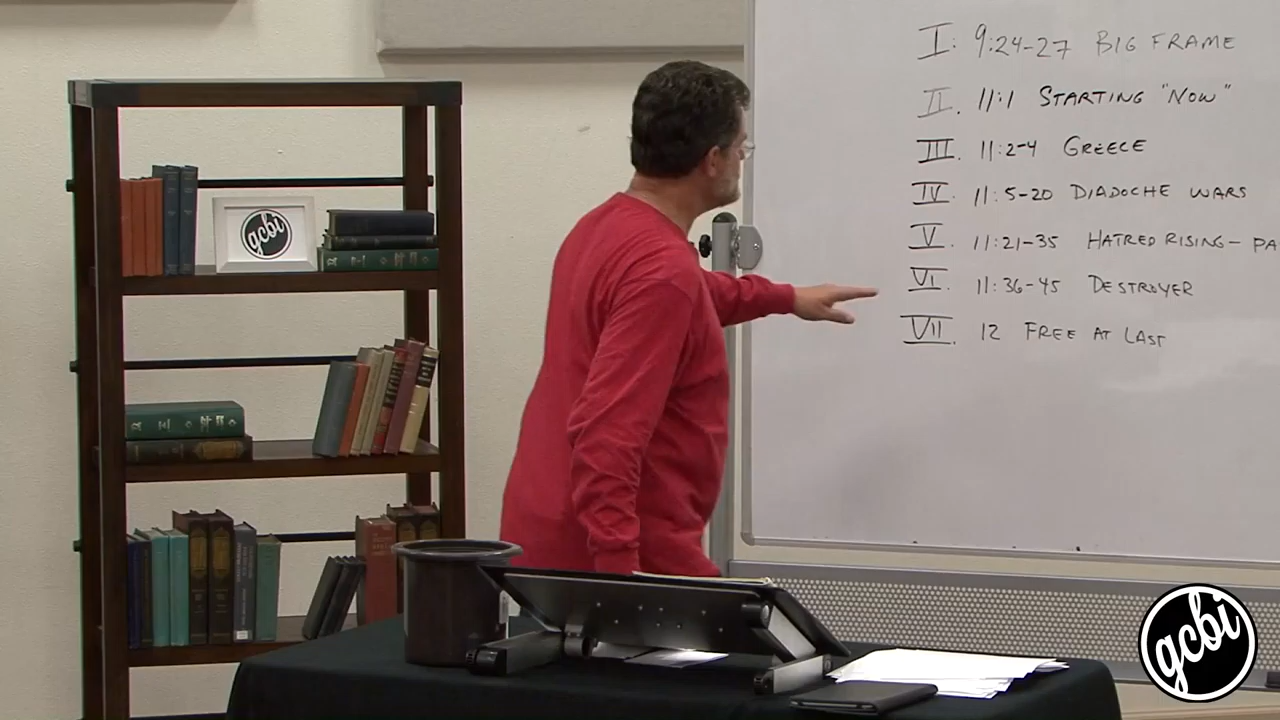 I. 9:24-27 BIG FRAME
II. 11:1 STARTING "NOW"
III. 11:2-4 GREECE
IV. 11:5-20 DIADOCHE WARS
V. 11:21-35 HATRED RISING- PA
VI. 11:36-45 DESTROYER
VII. 12 FREE AT LAST
gcbi
gcbi